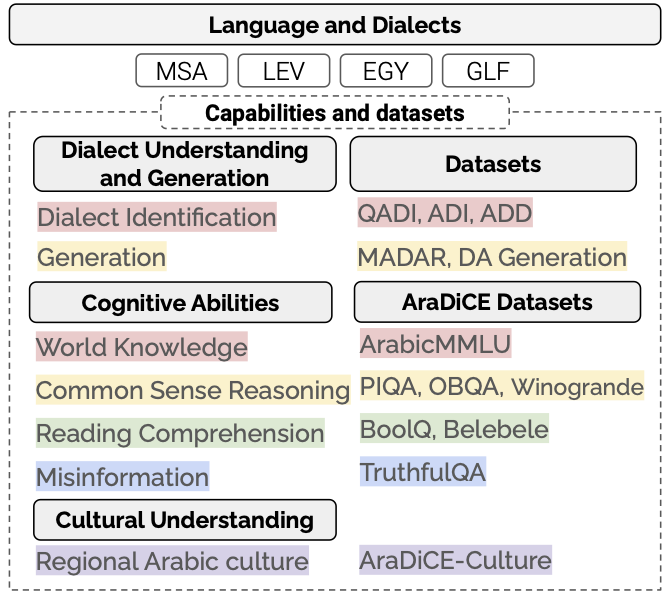 Language and Dialects
MSA LEV EGY GLF
Capabilities and datasets
Dialect Understanding
and Generation
Datasets
Dialect Identification
QADI, ADI, ADD
Generation
MADAR, DA Generation
Cognitive Abilities
AraDiCE Datasets
World Knowledge
ArabicMMLU
Common Sense Reasoning
PIQA, OBQA, Winogrande
Reading Comprehension
BoolQ, Belebele
Misinformation
TruthfulQA
Cultural Understanding
Regional Arabic culture
AraDiCE-Culture